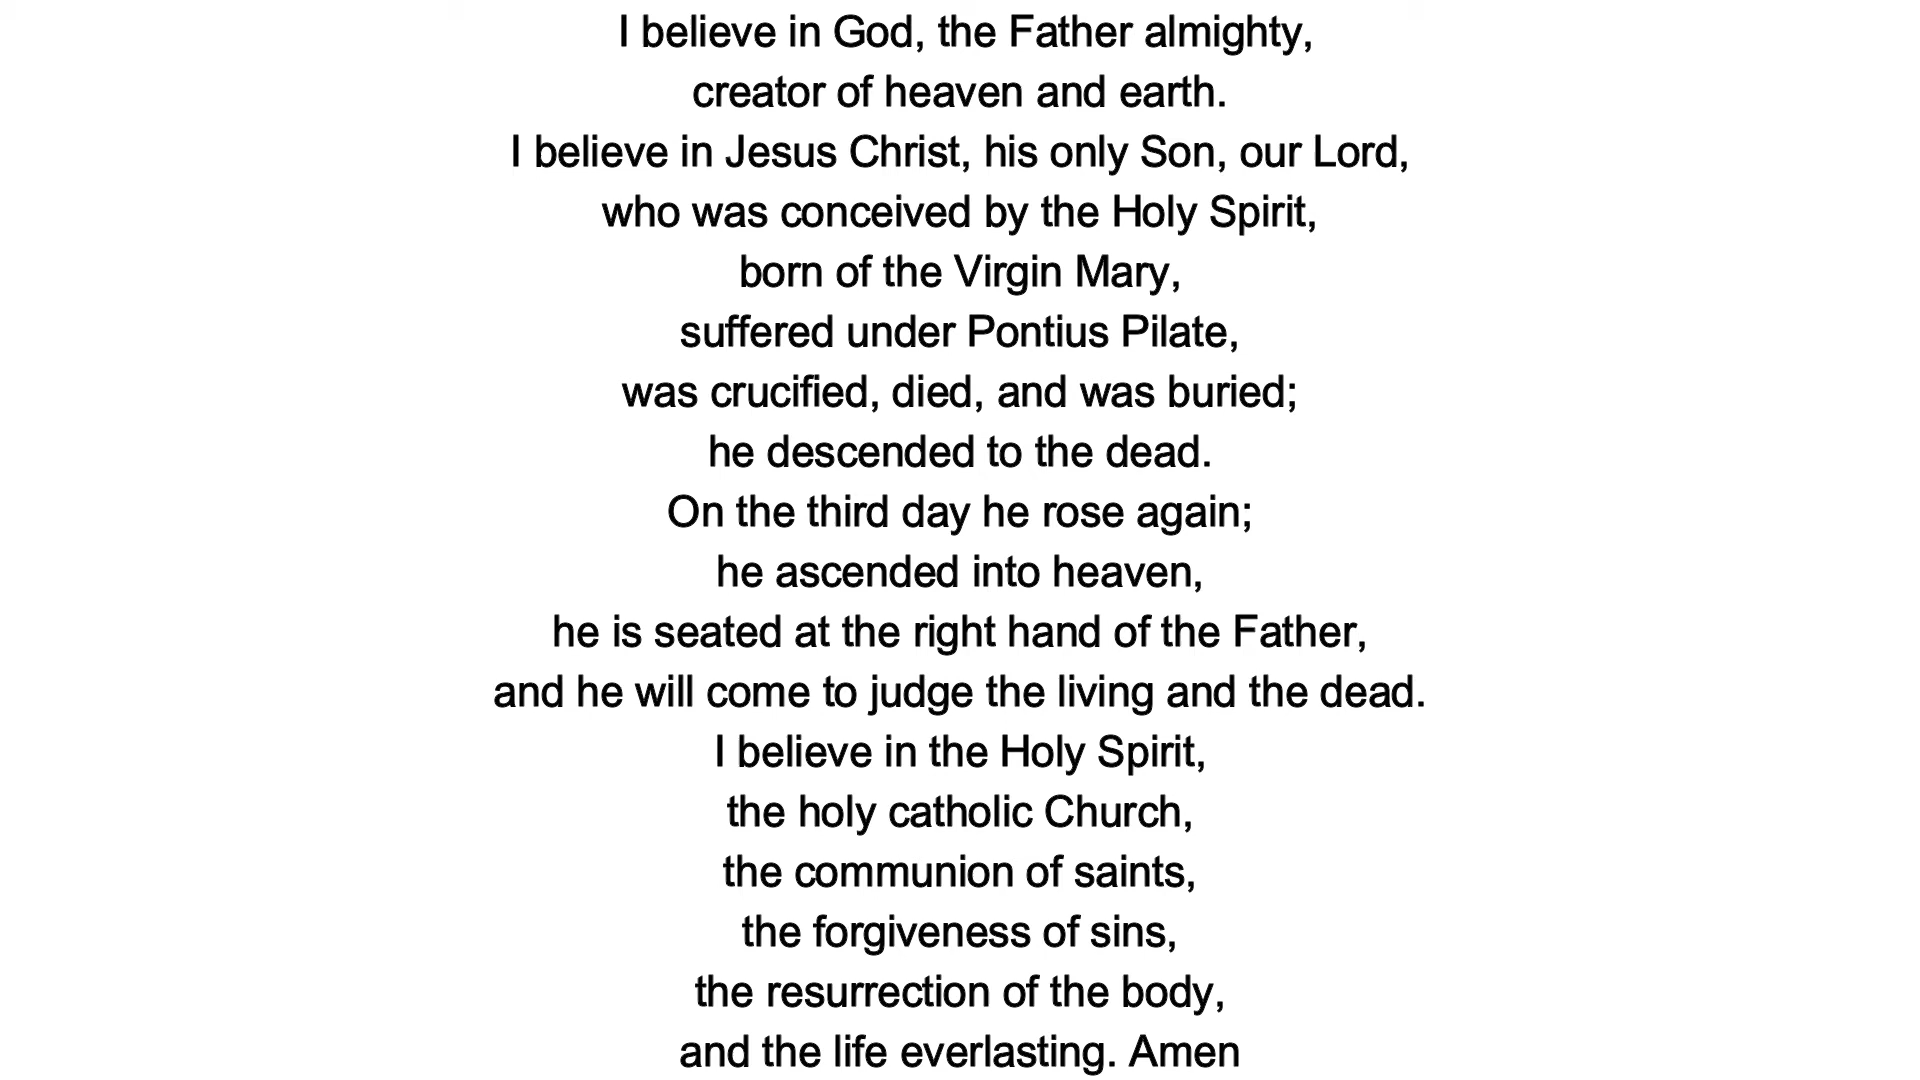 I believe in God, the Father almighty,
creator of heaven and earth.
I believe in Jesus Christ, his only Son, our Lord,
who was conceived by the Holy Spirit,
born of the Virgin Mary,
suffered under Pontius Pilate,
was crucified, died, and was buried;
he descended to the dead.
On the third day he rose again;
he ascended into heaven,
he is seated at the right hand of the Father,
and he will come to judge the living and the dead.
I believe in the Holy Spirit,
the holy catholic Church,
the communion of saints,
the forgiveness of sins,
the resurrection of the body,
and the life everlasting. Amen